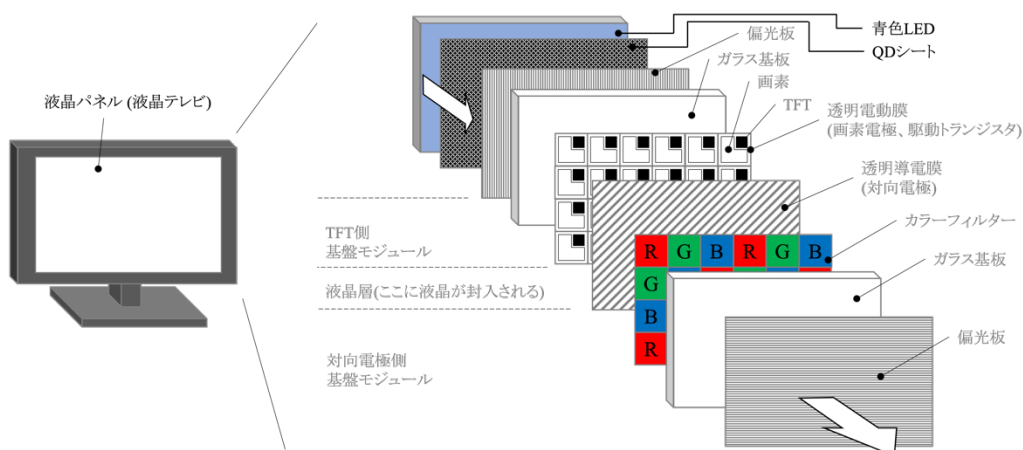 液晶パネル (液晶テレビ)
青色LED
QDシート
偏光板
ガラス基板
画素
TFT
透明電動膜
(画素電極、駆動トランジスタ)
透明導電膜
(対向電極)
カラーフィルター
ガラス基板
偏光板
TFT側
基盤モジュール
液晶層(ここに液晶が封入される)
対向電極側
基盤モジュール
R G B R G B
G
B
R